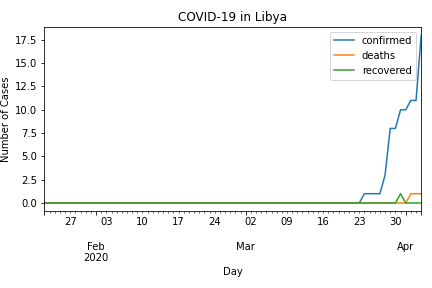 COVID-19 in Libya
confirmed
deaths
recovered
Number of Cases
17.5
15.0
12.5
10.0
7.5
5.0
2.5
0.0
27 03 10 17 24 02 09 16 23 30
Feb Mar Apr
2020
Day